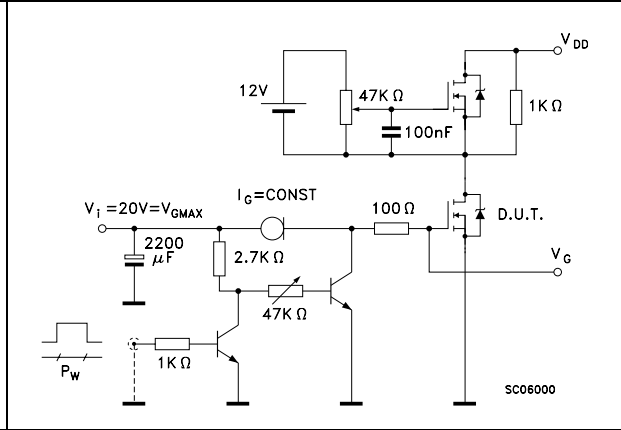 V_DD
12V
47K Ω
1K Ω
100nF
I_G=CONST
V_i =20V=V_GMAX
100 Ω
D.U.T.
2200
μF
2.7K Ω
V_G
47K Ω
1K Ω
P_W
SC06000